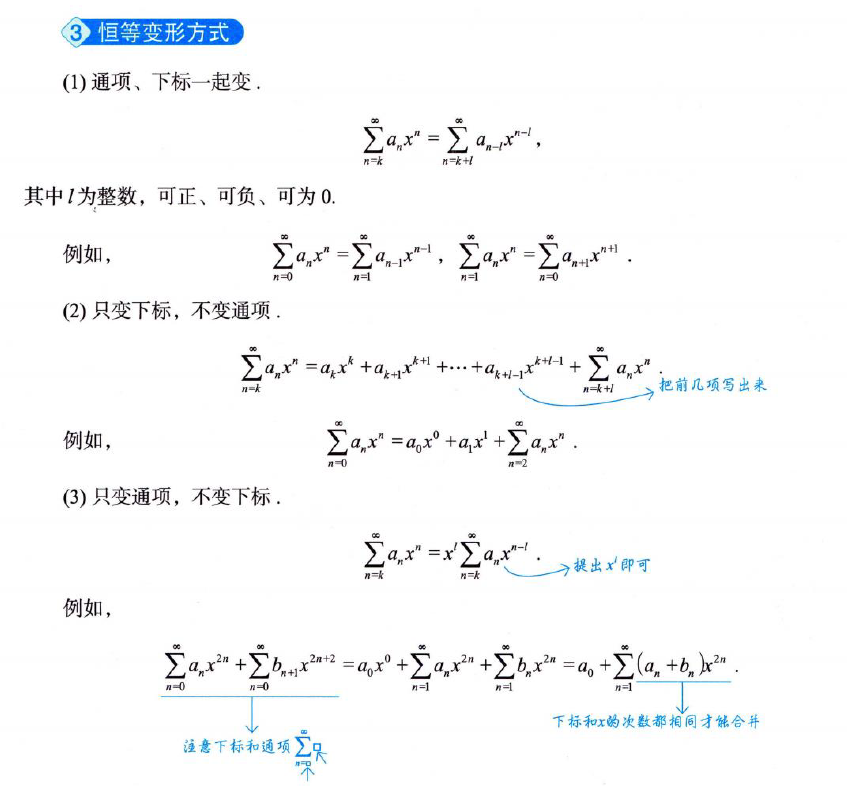 3 恒等变形方式
(1) 通项、下标一起变.
$\sum_{n=k}^{\infty} a_n x^n = \sum_{n=k+l}^{\infty} a_{n-l} x^{n-l}$,
其中l为整数，可正、可负、可为 0.
例如， $\sum_{n=0}^{\infty} a_n x^n = \sum_{n=1}^{\infty} a_{n-1} x^{n-1}$, $\sum_{n=1}^{\infty} a_n x^n = \sum_{n=0}^{\infty} a_{n+1} x^{n+1}$.
(2) 只变下标，不变通项.
$\sum_{n=k}^{\infty} a_n x^n = a_k x^k + a_{k+1} x^{k+1} + \cdots + a_{k+l-1} x^{k+l-1} + \sum_{n=k+l}^{\infty} a_n x^n$.
把前几项写出来
例如， $\sum_{n=0}^{\infty} a_n x^n = a_0 x^0 + a_1 x^1 + \sum_{n=2}^{\infty} a_n x^n$.
(3) 只变通项，不变下标.
$\sum_{n=k}^{\infty} a_n x^n = x^l \sum_{n=k}^{\infty} a_n x^{n-l}$.
提出 $x^l$ 即可
例如，
$\sum_{n=0}^{\infty} a_n x^{2n} + \sum_{n=0}^{\infty} b_{n+1} x^{2n+2} = a_0 x^0 + \sum_{n=1}^{\infty} a_n x^{2n} + \sum_{n=1}^{\infty} b_n x^{2n} = a_0 + \sum_{n=1}^{\infty} (a_n + b_n) x^{2n}$.
下标和x的次数都相同才能合并
注意下标和通项 $\sum_{n=□}^{\infty} □$